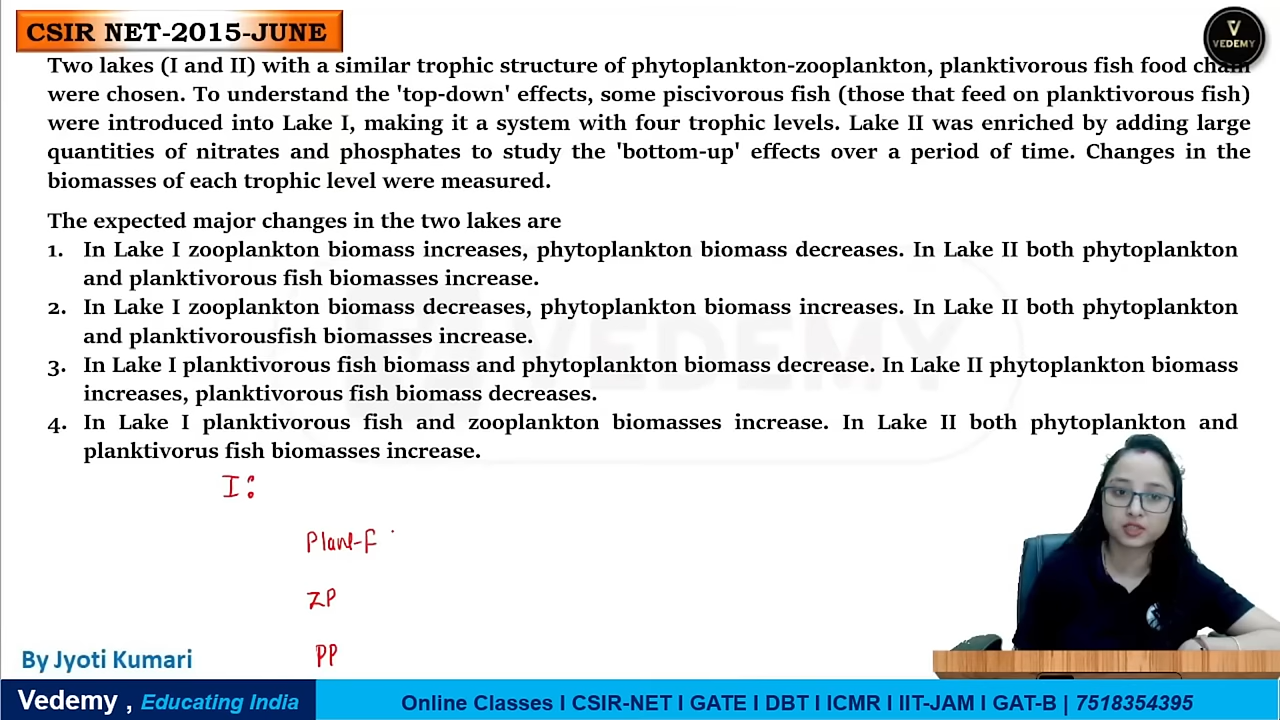 CSIR NET-2015-JUNE
VEDEMY
Two lakes (I and II) with a similar trophic structure of phytoplankton-zooplankton, planktivorous fish food chain
were chosen. To understand the 'top-down' effects, some piscivorous fish (those that feed on planktivorous fish)
were introduced into Lake I, making it a system with four trophic levels. Lake II was enriched by adding large
quantities of nitrates and phosphates to study the 'bottom-up' effects over a period of time. Changes in the
biomasses of each trophic level were measured.
The expected major changes in the two lakes are
1. In Lake I zooplankton biomass increases, phytoplankton biomass decreases. In Lake II both phytoplankton
and planktivorous fish biomasses increase.
2. In Lake I zooplankton biomass decreases, phytoplankton biomass increases. In Lake II both phytoplankton
and planktivorousfish biomasses increase.
3. In Lake I planktivorous fish biomass and phytoplankton biomass decrease. In Lake II phytoplankton biomass
increases, planktivorous fish biomass decreases.
4. In Lake I planktivorous fish and zooplankton biomasses increase. In Lake II both phytoplankton and
planktivrus fish biomasses increase.
VEDEMY
I:
ZP
PP
By Jyoti Kumari
Vedemy , Educating India
Online Classes I CSIR-NET I GATE I DBT I ICMR I IIT-JAM I GAT-B | 7518354395